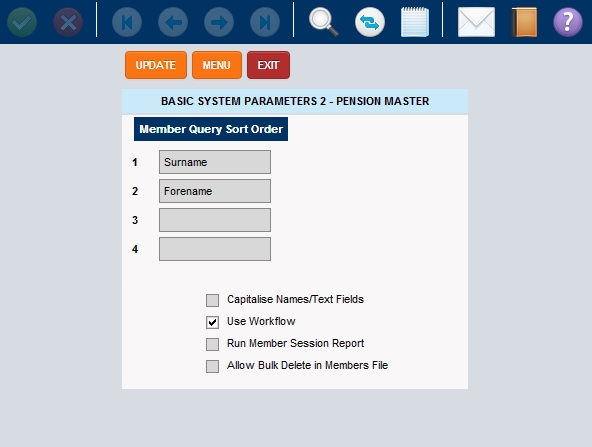 ?
UPDATE MENU EXIT
BASIC SYSTEM PARAMETERS 2 - PENSION MASTER
Member Query Sort Order
1 Surname
2 Forename
3
4
Capitalise Names/Text Fields
Use Workflow
Run Member Session Report
Allow Bulk Delete in Members File